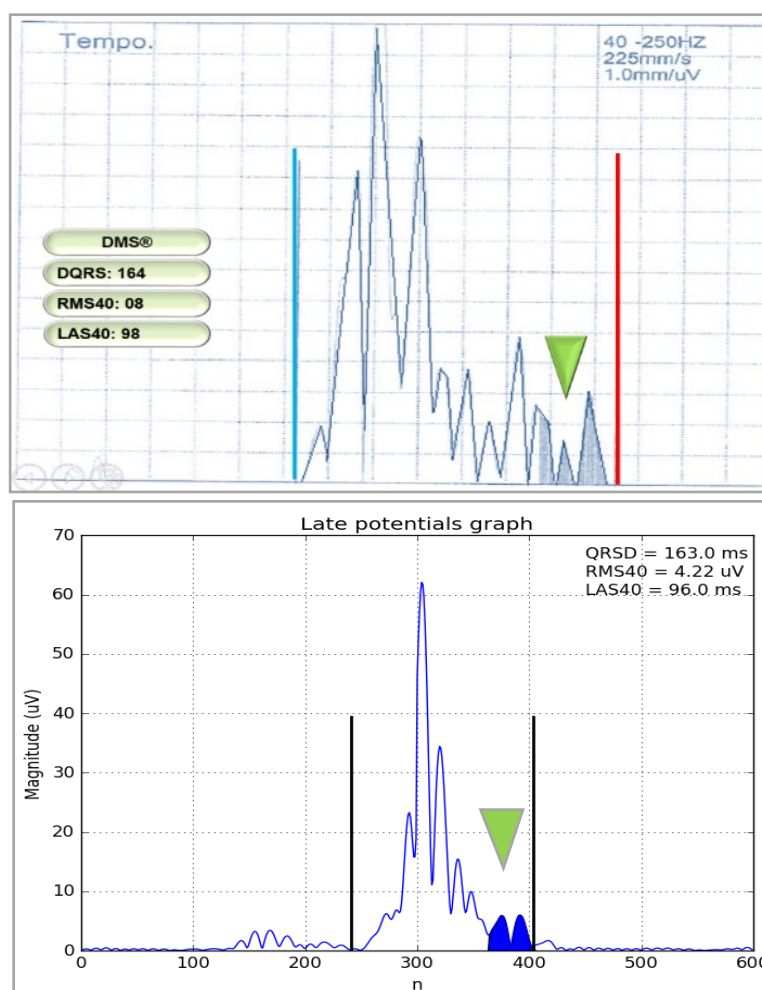 Tempo.
40 -250HZ
225mm/s
1.0mm/uV
DMS®
DQRS: 164
RMS40: 08
LAS40: 98
Late potentials graph
QRSD = 163.0 ms
RMS40 = 4.22 uV
LAS40 = 96.0 ms
Magnitude (uV)
70
60
50
40
30
20
10
0
0 100 200 300 400 500 600
n